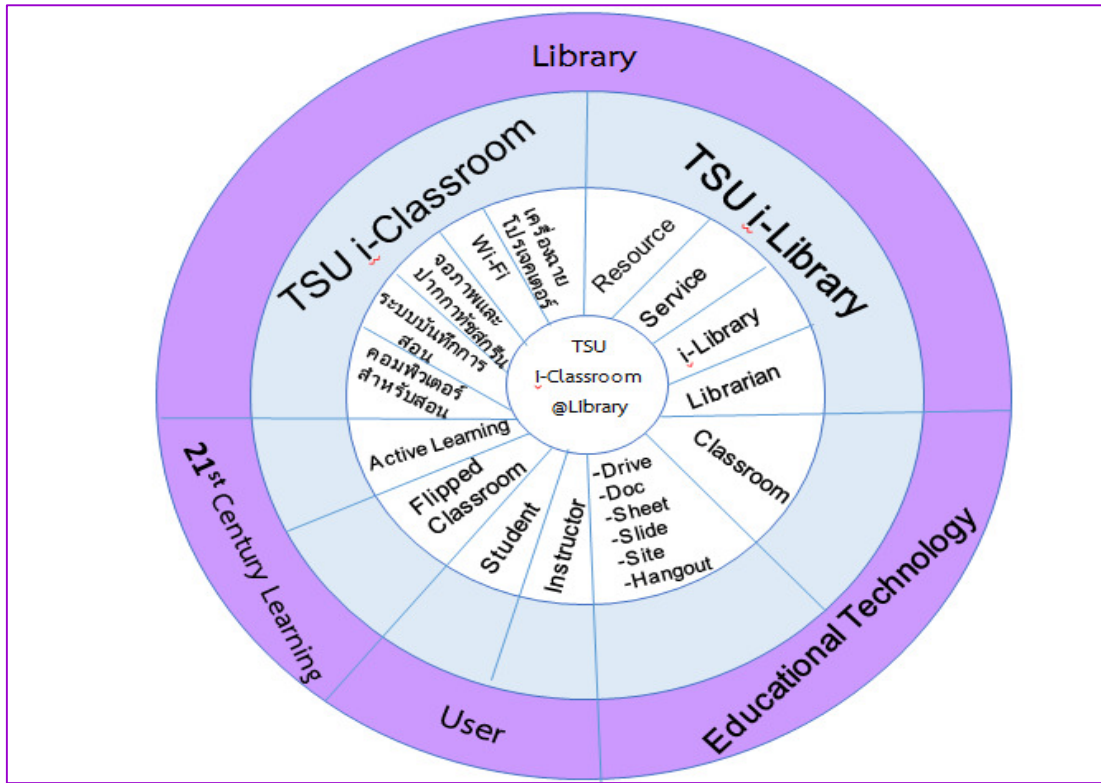 Library
TSU i-Classroom
TSU i-Library
เครื่องฉาย
โปรเจคเตอร์
Wi-Fi
จอภาพและ
ปากกาทัชสกรีน
ระบบบันทึกการ
สอน
คอมพิวเตอร์
สำหรับสอน
Resource
Service
i-Library
Librarian
TSU
i-Classroom
@Library
Active Learning
Flipped
Classroom
Student
Instructor
-Drive
-Doc
-Sheet
-Slide
-Site
-Hangout
Classroom
21st Century Learning
User
Educational Technology